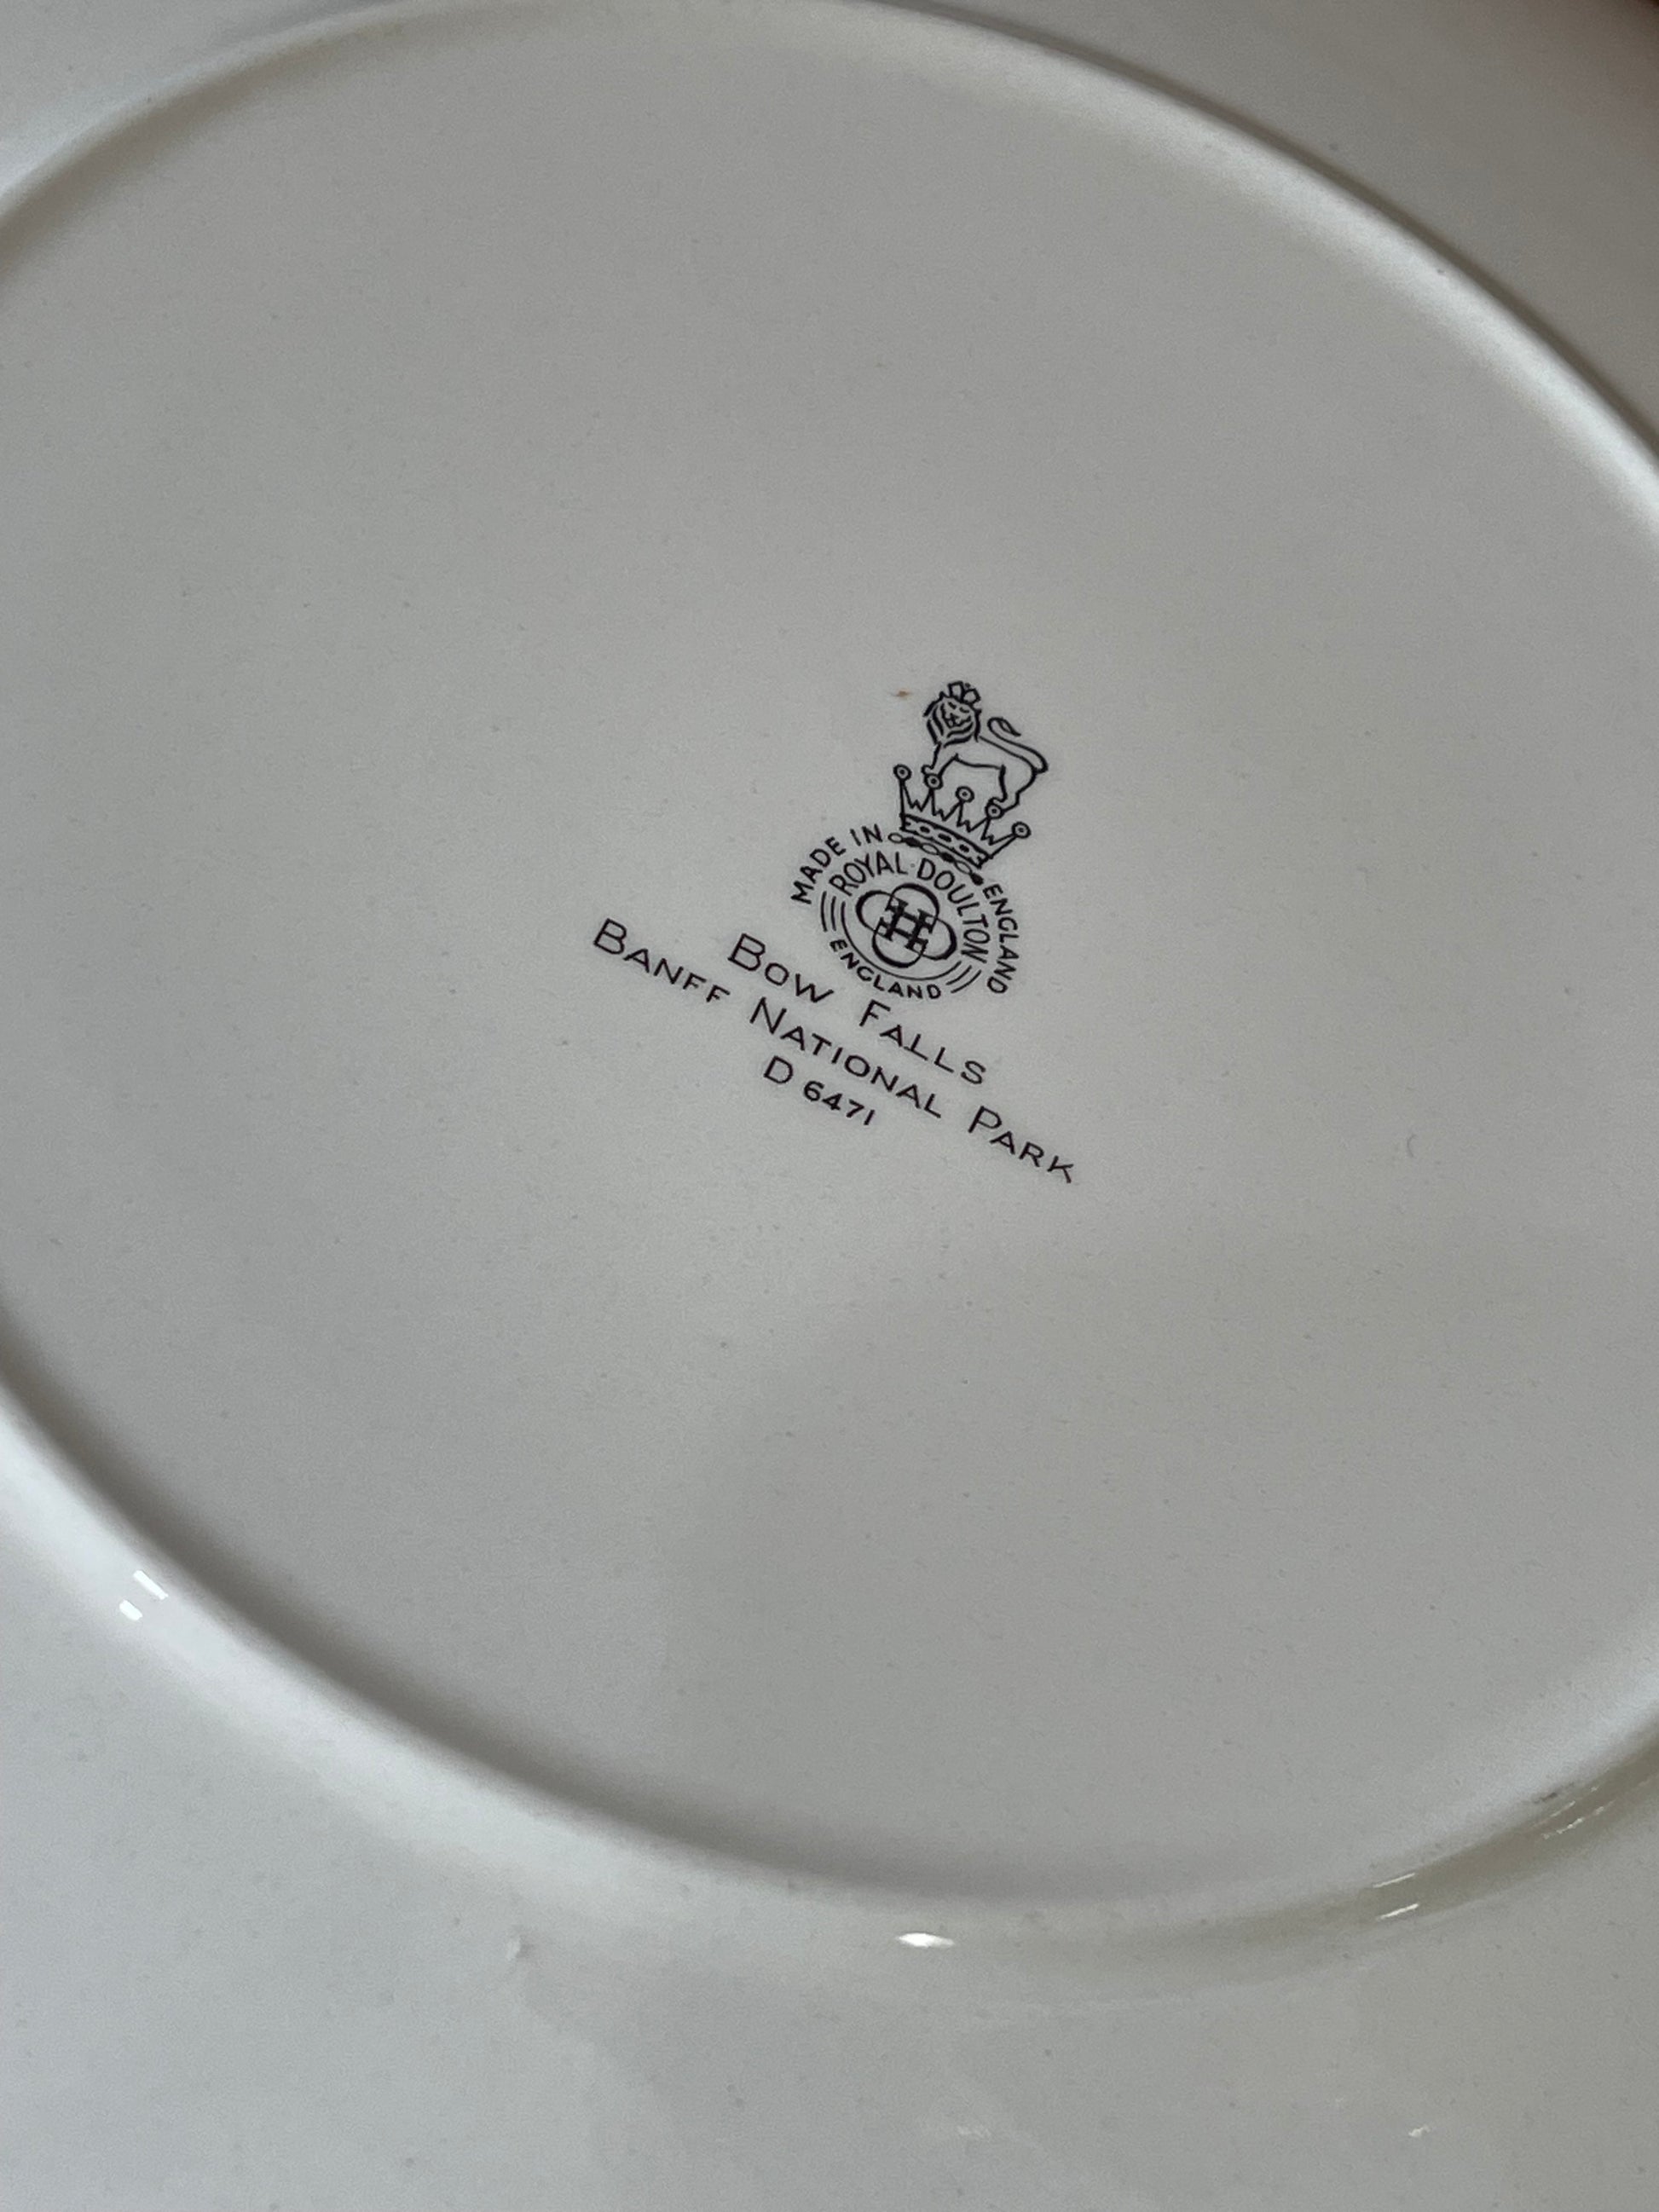 MADE IN ENGLAND
ROYAL·DOULTON
ENGLAND
BOW FALLS
BANFF NATIONAL PARK
D 6471